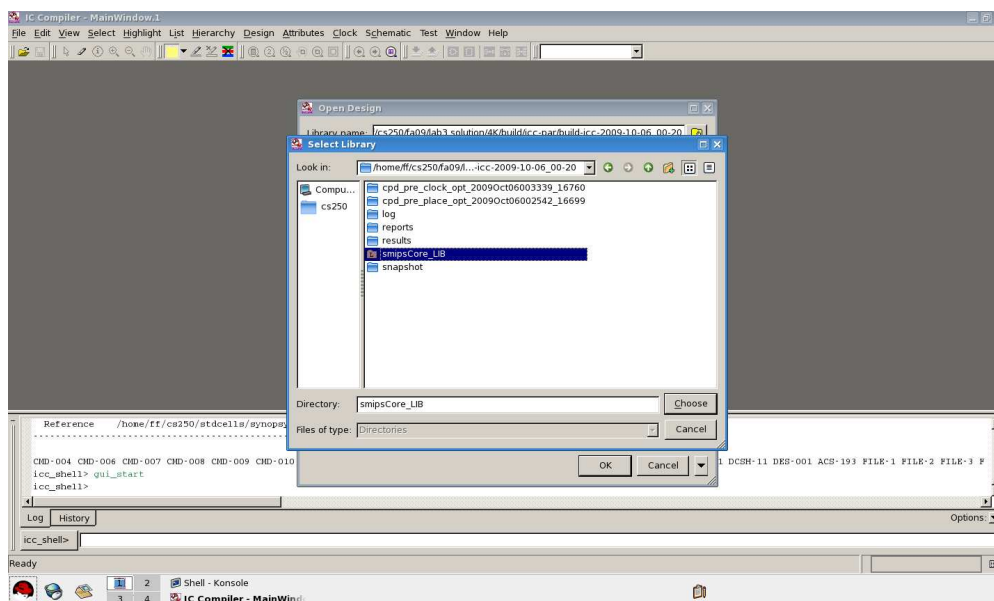 IC Compiler - MainWindow.1
File Edit View Select Highlight List Hierarchy Design Attributes Clock Schematic Test Window Help
Open Design
Library name: /cs250/fa09/lab3 solution/4K/build/icc-par/build-icc-2009-10-06_00-20
Select Library
Look in: /home/ff/cs250/fa09/l...-icc-2009-10-06_00-20
Compu...
cs250
cpd_pre_clock_opt_2009Oct06003339_16760
cpd_pre_place_opt_2009Oct06002542_16699
log
reports
results
smipsCore_LIB
snapshot
Directory: smipsCore_LIB Choose
Files of type: Directories Cancel
Reference /home/ff/cs250/stdcells/synopsy
CMD-004 CMD-006 CMD-007 CMD-008 CMD-009 CMD-010 1 DCSH-11 DES-001 ACS-193 FILE-1 FILE-2 FILE-3 F
OK Cancel
icc_shell> gui_start
icc_shell>
Log History Options:
icc_shell>
Ready
1 2 Shell - Konsole
3 4 IC Compiler - MainWind